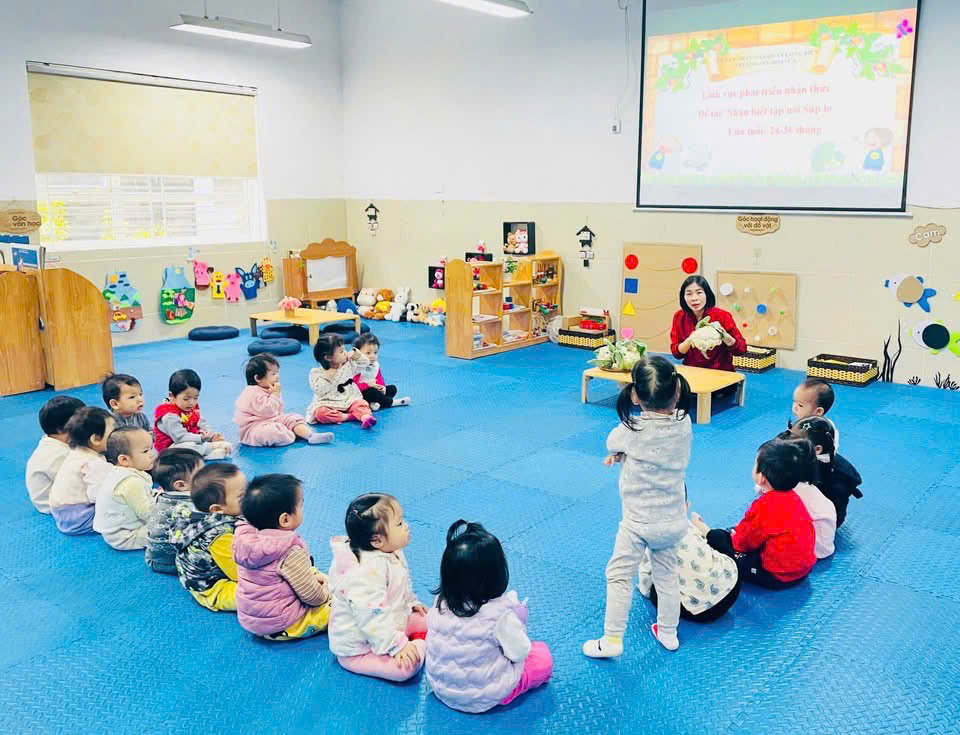 Lĩnh vực phát triển nhận thức
Đề tài: Nhận biết tập nói Súp lơ
Lứa tuổi: 24-36 tháng
Góc
văn học
Góc hoạt động
với đồ vật
Cam